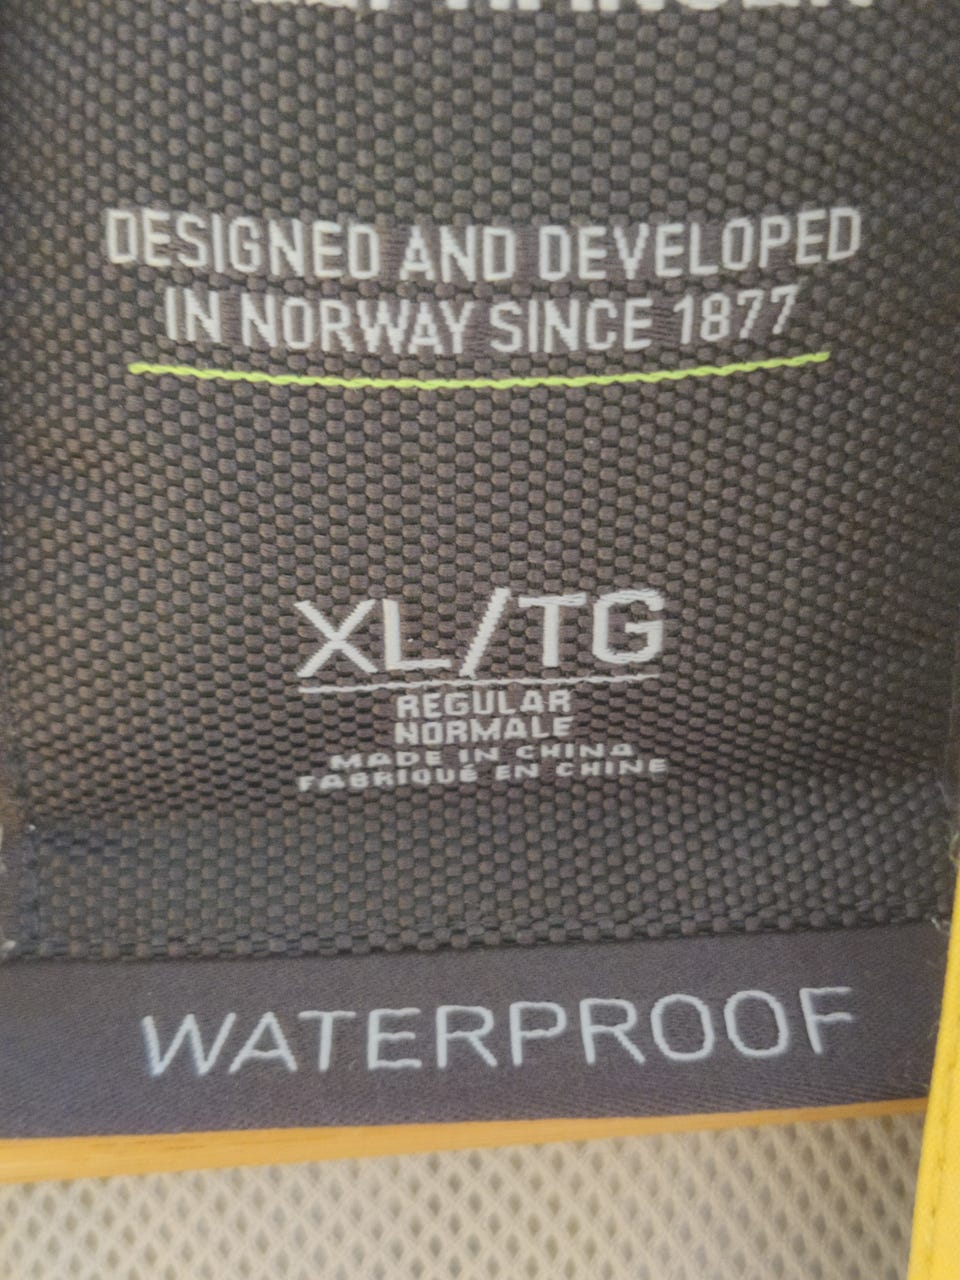 DESIGNED AND DEVELOPED
IN NORWAY SINCE 1877
XL/TG
REGULAR
NORMALE
MADE IN CHINA
FABRIQUÉ EN CHINE
WATERPROOF